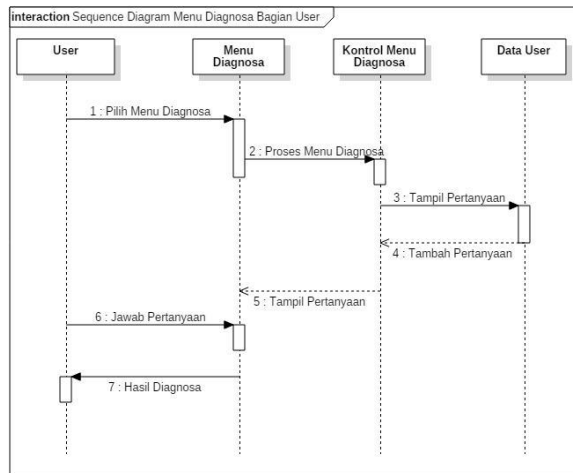 interaction Sequence Diagram Menu Diagnosa Bagian User
User
Menu
Diagnosa
Kontrol Menu
Diagnosa
Data User
1 : Pilih Menu Diagnosa
2 : Proses Menu Diagnosa
3 : Tampil Pertanyaan
4 : Tambah Pertanyaan
5 : Tampil Pertanyaan
6 : Jawab Pertanyaan
7 : Hasil Diagnosa